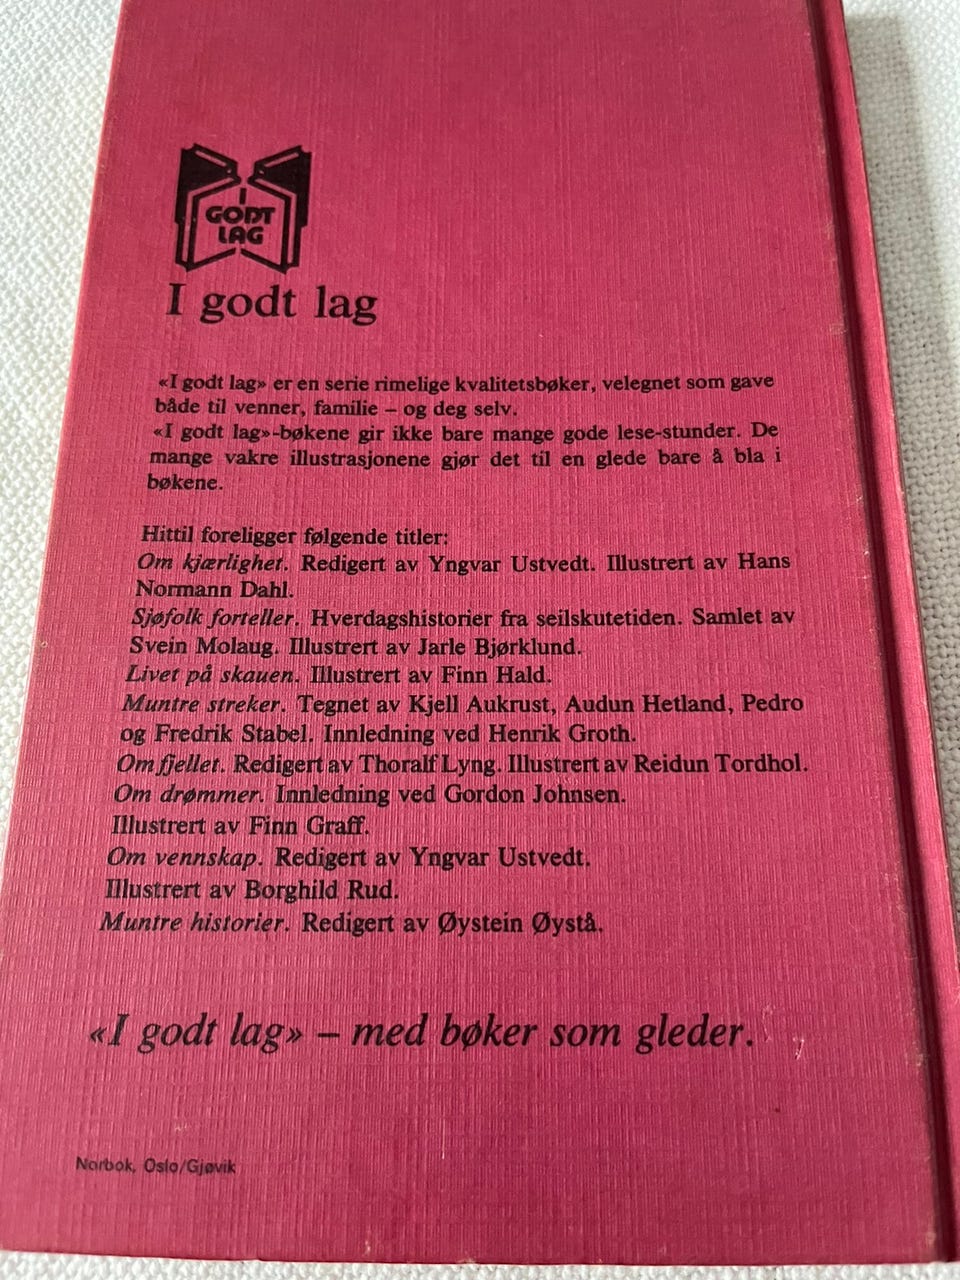 I
GODT
LAG
I godt lag
«I godt lag» er en serie rimelige kvalitetsbøker, velegnet som gave
både til venner, familie – og deg selv.
«I godt lag»-bøkene gir ikke bare mange gode lese-stunder. De
mange vakre illustrasjonene gjør det til en glede bare å bla i
bøkene.
Hittil foreligger følgende titler:
Om kjærlighet. Redigert av Yngvar Ustvedt. Illustrert av Hans
Normann Dahl.
Sjøfolk forteller. Hverdagshistorier fra seilskutetiden. Samlet av
Svein Molaug. Illustrert av Jarle Bjørklund.
Livet på skauen. Illustrert av Finn Hald.
Muntre streker. Tegnet av Kjell Aukrust, Audun Hetland, Pedro
og Fredrik Stabel. Innledning ved Henrik Groth.
Om fjellet. Redigert av Thoralf Lyng. Illustrert av Reidun Tordhol.
Om drømmer. Innledning ved Gordon Johnsen.
Illustrert av Finn Graff.
Om vennskap. Redigert av Yngvar Ustvedt.
Illustrert av Borghild Rud.
Muntre historier. Redigert av Øystein Øystå.
«I godt lag» – med bøker som gleder.
Norbok, Oslo/Gjøvik